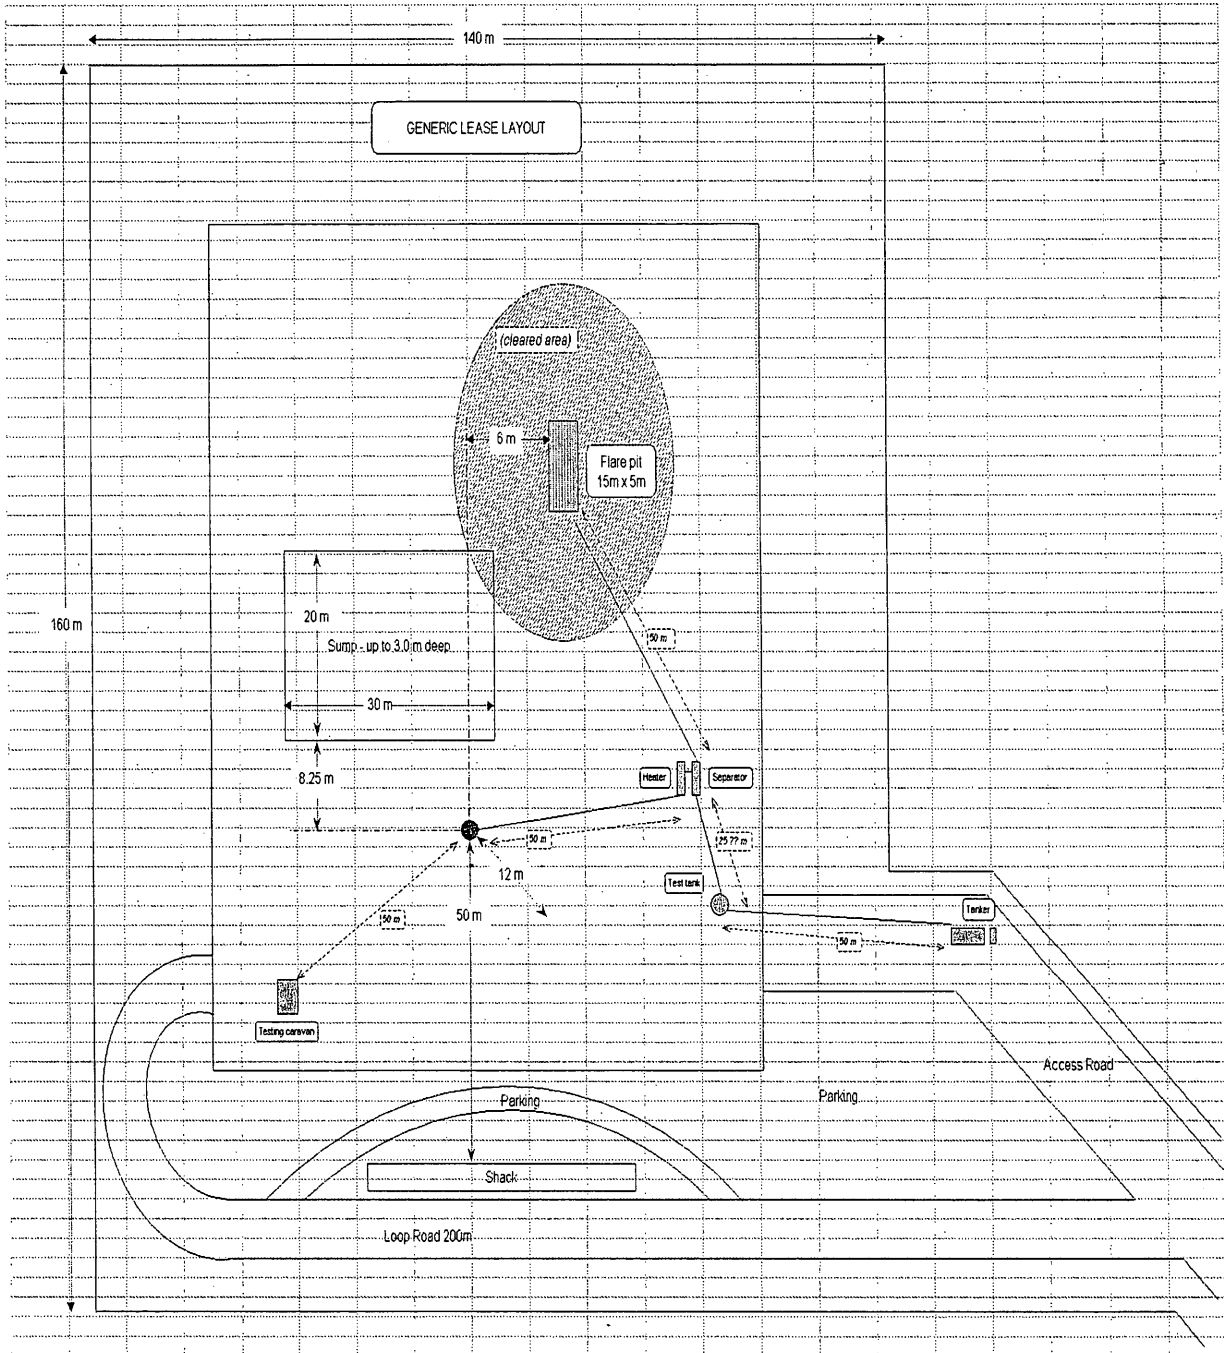 140 m
GENERIC LEASE LAYOUT
(cleared area)
6 m
Flare pit
15m x 5m
160 m
20 m
Sump - up to 3.0 m deep
50 m
30 m
8.25 m
Heater
Separator
50 m
25 ?? m
12 m
Test tank
50 m
50 m
Tanker
50 m
Testing caravan
Access Road
Parking
Parking
Shack
Loop Road 200m